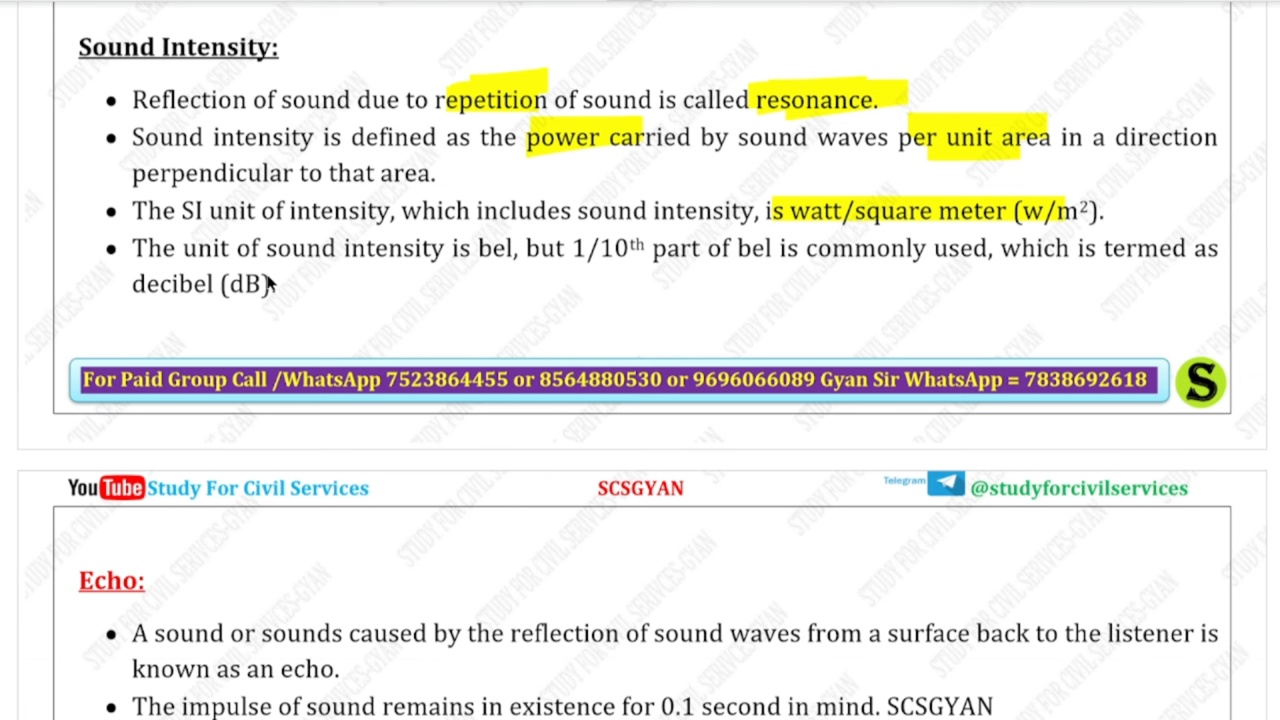 Sound Intensity:
• Reflection of sound due to repetition of sound is called resonance.
• Sound intensity is defined as the power carried by sound waves per unit area in a direction
perpendicular to that area.
• The SI unit of intensity, which includes sound intensity, is watt/square meter (w/m²).
• The unit of sound intensity is bel, but 1/10ᵗʰ part of bel is commonly used, which is termed as
decibel (dB)
For Paid Group Call /WhatsApp 7523864455 or 8564880530 or 9696066089 Gyan Sir WhatsApp = 7838692618
S
YouTube Study For Civil Services SCSGYAN Telegram @studyforcivilservices
Echo:
• A sound or sounds caused by the reflection of sound waves from a surface back to the listener is
known as an echo.
• The impulse of sound remains in existence for 0.1 second in mind. SCSGYAN